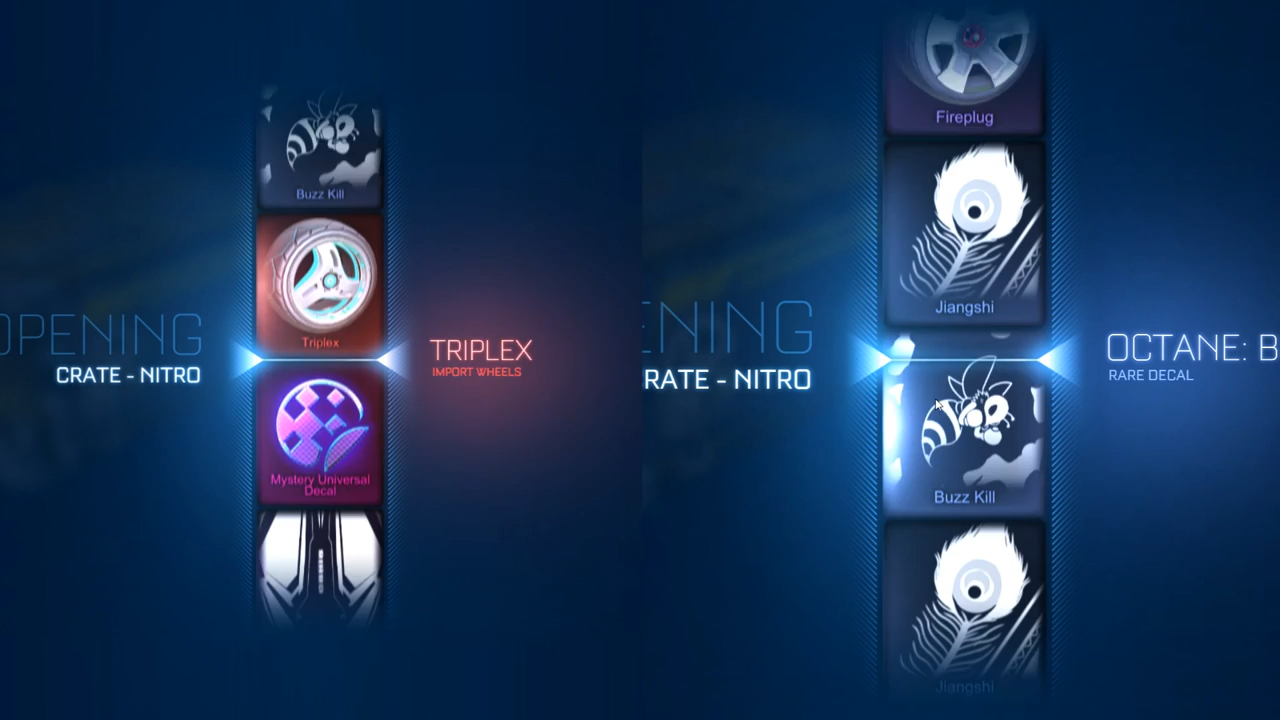 Buzz Kill
Triplex
OPENING
CRATE - NITRO
TRIPLEX
IMPORT WHEELS
Mystery Universal
Decal
Fireplug
Jiangshi
ENING
RATE - NITRO
OCTANE: B
RARE DECAL
Buzz Kill
Jiangshi